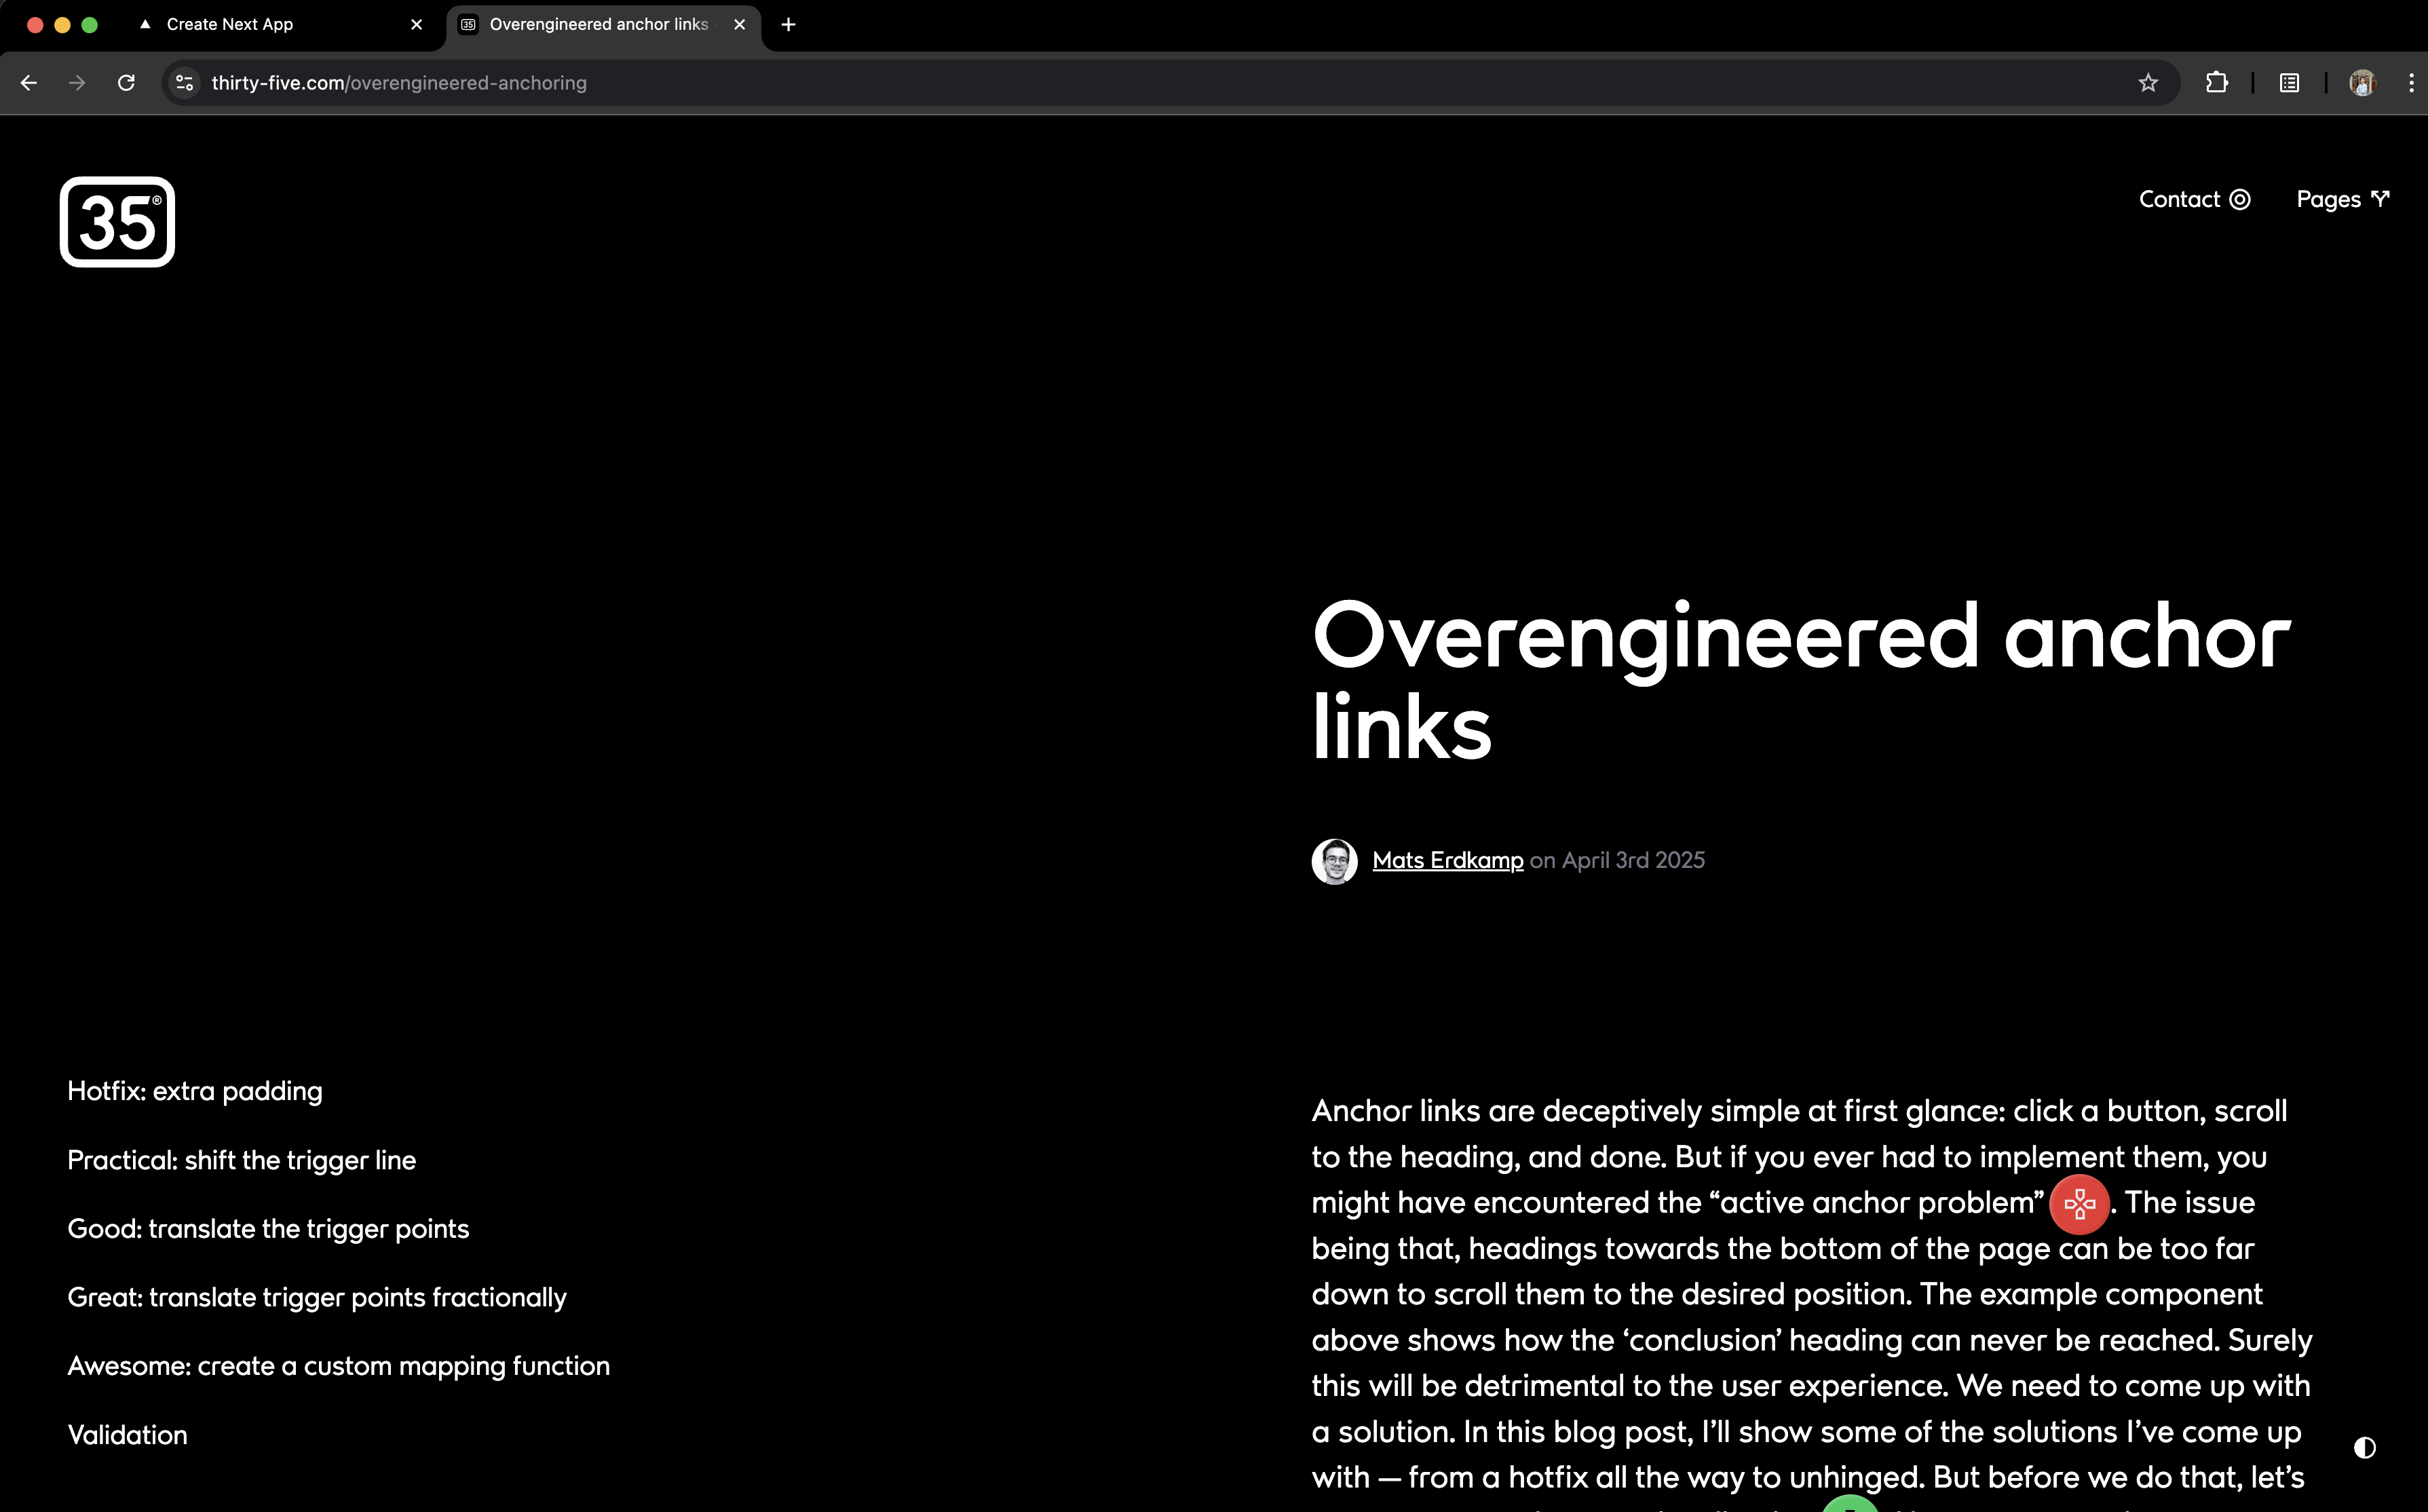 Create Next App
Overengineered anchor links
thirty-five.com/overengineered-anchoring
35®
Contact
Pages
Overengineered anchor
links
Mats Erdkamp on April 3rd 2025
Hotfix: extra padding
Practical: shift the trigger line
Good: translate the trigger points
Great: translate trigger points fractionally
Awesome: create a custom mapping function
Validation
Anchor links are deceptively simple at first glance: click a button, scroll
to the heading, and done. But if you ever had to implement them, you
might have encountered the “active anchor problem” . The issue
being that, headings towards the bottom of the page can be too far
down to scroll them to the desired position. The example component
above shows how the ‘conclusion’ heading can never be reached. Surely
this will be detrimental to the user experience. We need to come up with
a solution. In this blog post, I’ll show some of the solutions I’ve come up
with — from a hotfix all the way to unhinged. But before we do that, let’s